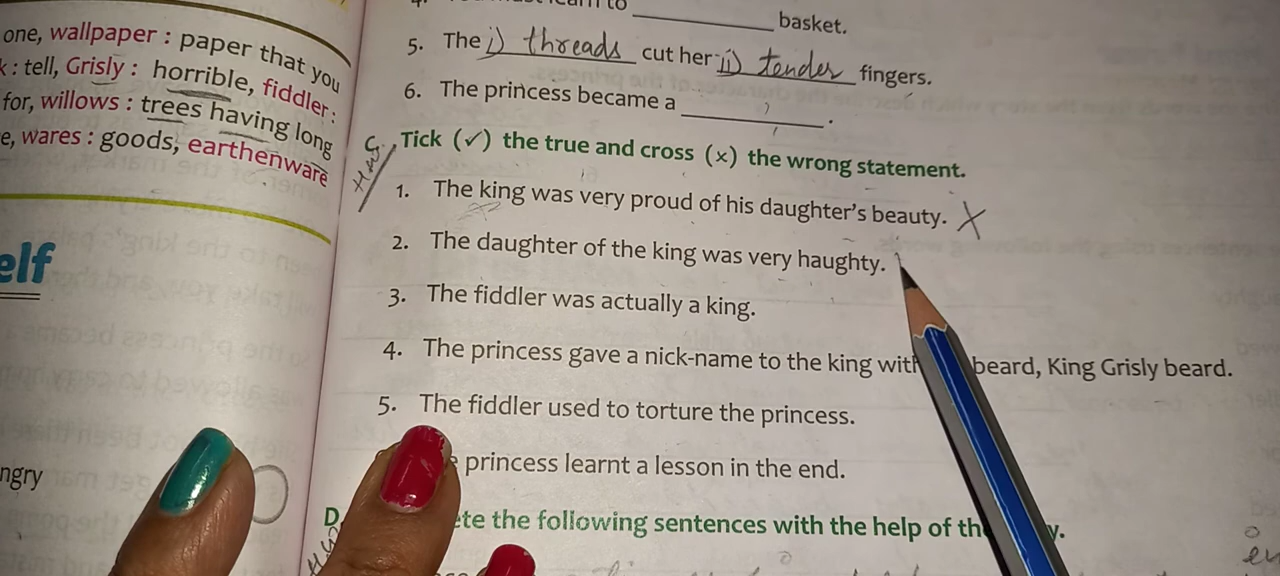 one, wallpaper : paper that you
: tell, Grisly : horrible, fiddler :
for, willows : trees having long
e, wares : goods, earthenware
elf
ngry
basket.
5. The i) threads cut her ii) tender fingers.
6. The princess became a ________.
C. Tick (✓) the true and cross (×) the wrong statement.
H.W
1. The king was very proud of his daughter's beauty. X
2. The daughter of the king was very haughty.
3. The fiddler was actually a king.
4. The princess gave a nick-name to the king with beard, King Grisly beard.
5. The fiddler used to torture the princess.
princess learnt a lesson in the end.
D. te the following sentences with the help of th y.